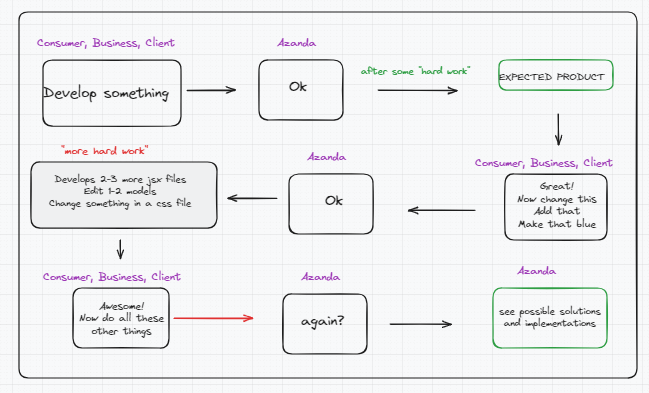 Consumer, Business, Client
Develop something
Azanda
Ok
after some "hard work"
EXPECTED PRODUCT
Consumer, Business, Client
Great!
Now change this
Add that
Make that blue
Azanda
Ok
"more hard work"
Develops 2-3 more jsx files
Edit 1-2 models
Change something in a css file
Consumer, Business, Client
Awesome!
Now do all these
other things
Azanda
again?
Azanda
see possible solutions
and implementations